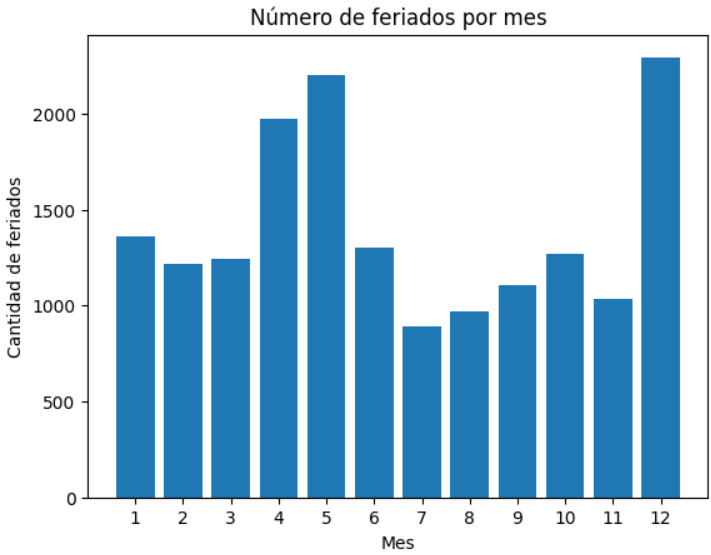 Número de feriados por mes
Cantidad de feriados
2000
1500
1000
500
0
1 2 3 4 5 6 7 8 9 10 11 12
Mes